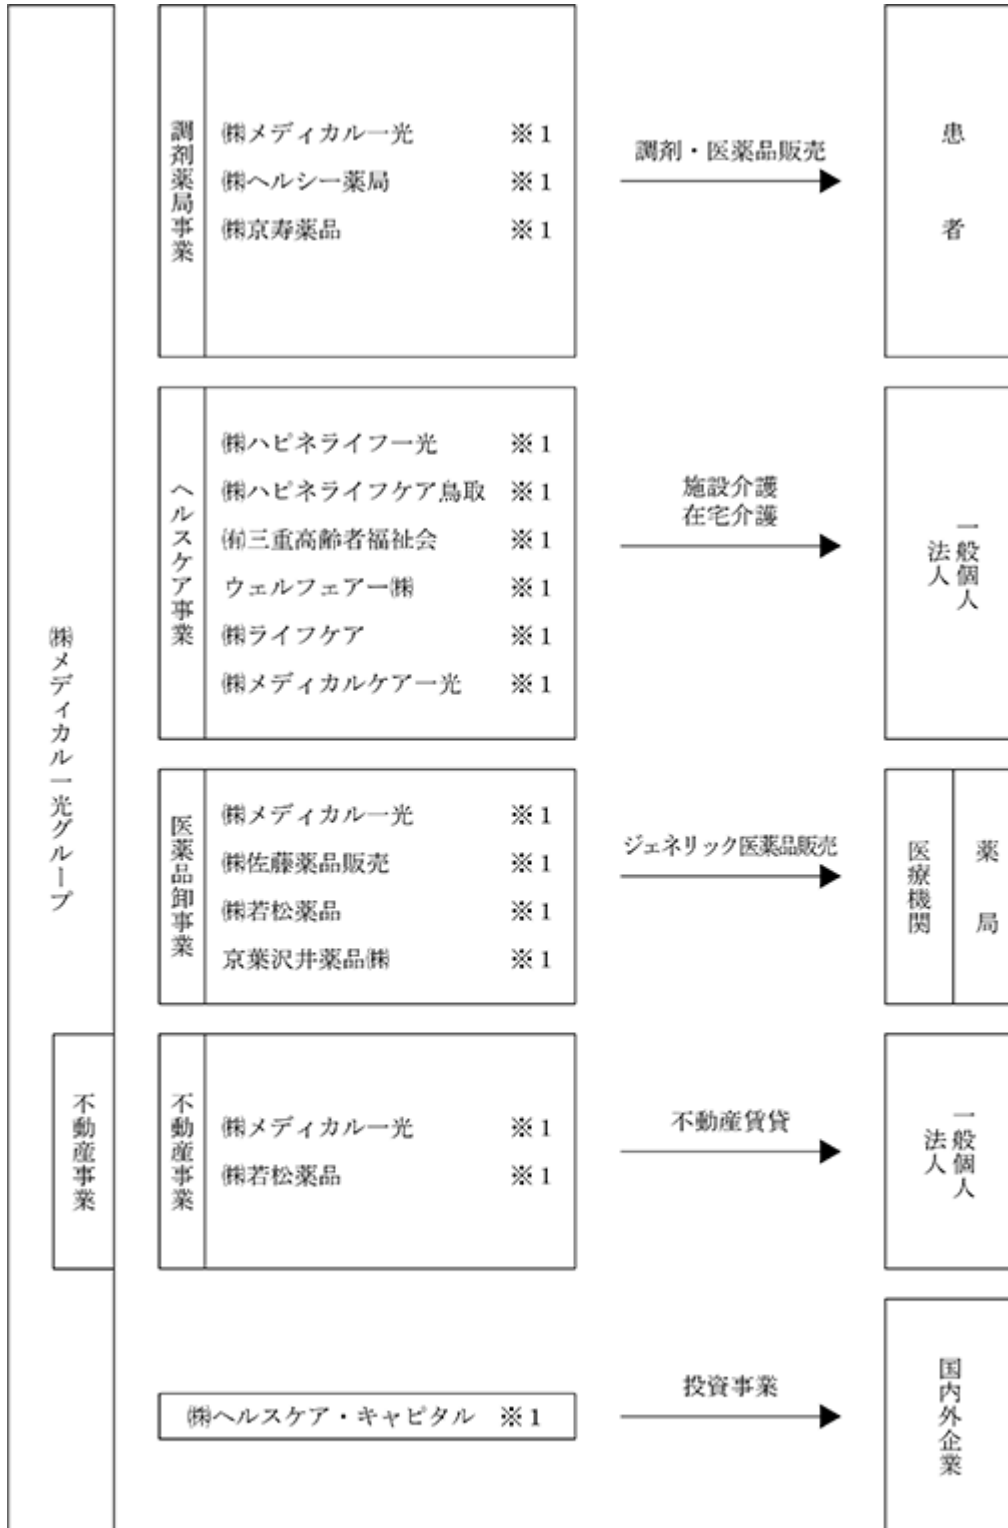 ㈱メディカル一光グループ
不動産事業
調剤薬局事業
㈱メディカル一光 ※1
㈱ヘルシー薬局 ※1
㈱京寿薬品 ※1
調剤・医薬品販売
患者
ヘルスケア事業
㈱ハピネライフ一光 ※1
㈱ハピネライフケア鳥取 ※1
㈲三重高齢者福祉会 ※1
ウェルフェアー㈱ ※1
㈱ライフケア ※1
㈱メディカルケア一光 ※1
施設介護
在宅介護
一般個人
法人
医薬品卸事業
㈱メディカル一光 ※1
㈱佐藤薬品販売 ※1
㈱若松薬品 ※1
京葉沢井薬品㈱ ※1
ジェネリック医薬品販売
医療機関
薬局
不動産事業
㈱メディカル一光 ※1
㈱若松薬品 ※1
不動産賃貸
一般個人
法人
㈱ヘルスケア・キャピタル ※1
投資事業
国内外企業